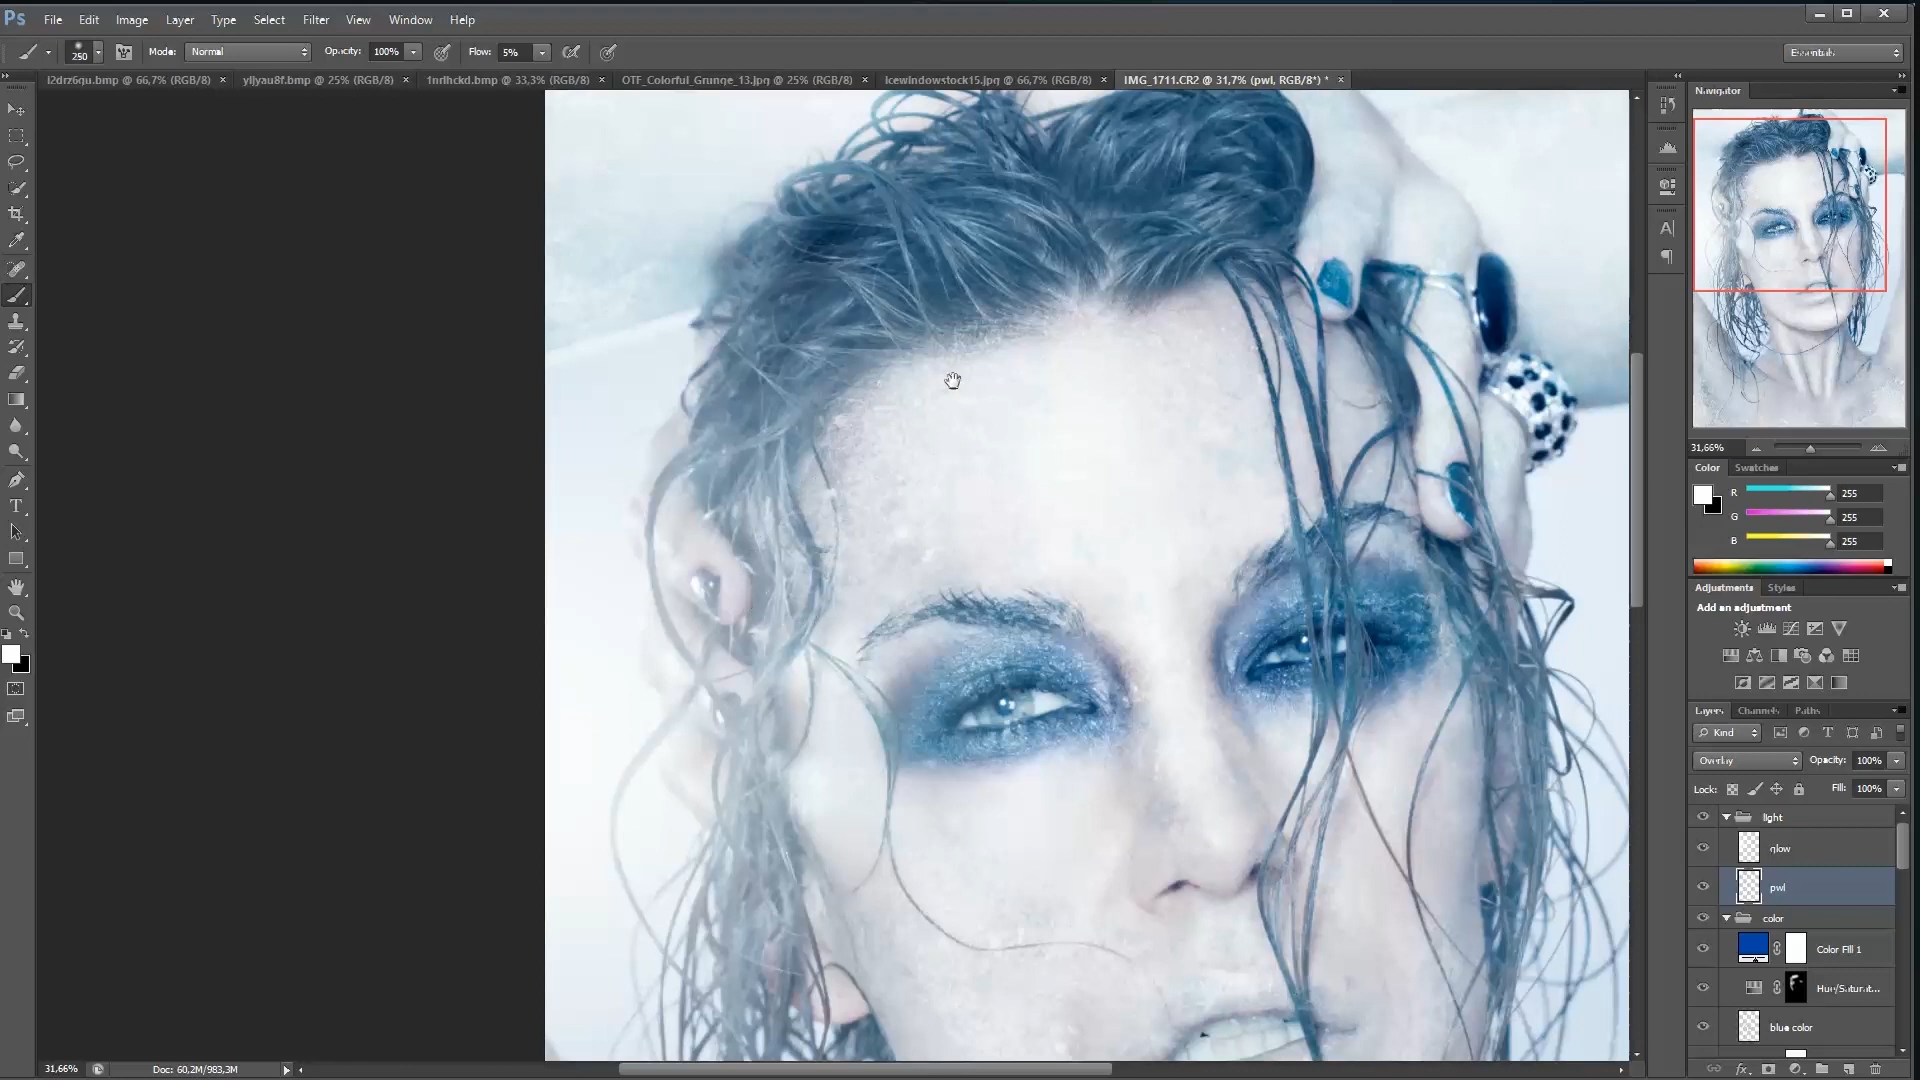 Ps File Edit Image Layer Type Select Filter View Window Help
250 Mode: Normal Opacity: 100% Flow: 5% Essentials
l2drz6qu.bmp @ 66,7% (RGB/8) × yljyau8f.bmp @ 25% (RGB/8) × 1nrlhckd.bmp @ 33,3% (RGB/8) × OTF_Colorful_Grunge_13.jpg @ 25% (RGB/8) × icewindowstock15.jpg @ 66,7% (RGB/8) × IMG_1711.CR2 @ 31,7% (pwl, RGB/8*) * ×
Navigator
31,66%
Color Swatches
R 255
G 255
B 255
Adjustments Styles
Add an adjustment
Layers Channels Paths
Kind
Overlay Opacity: 100%
Lock: Fill: 100%
light
glow
pwl
color
Color Fill 1
Hue/Saturat...
blue color
31,66% Doc: 60,2M/983,3M